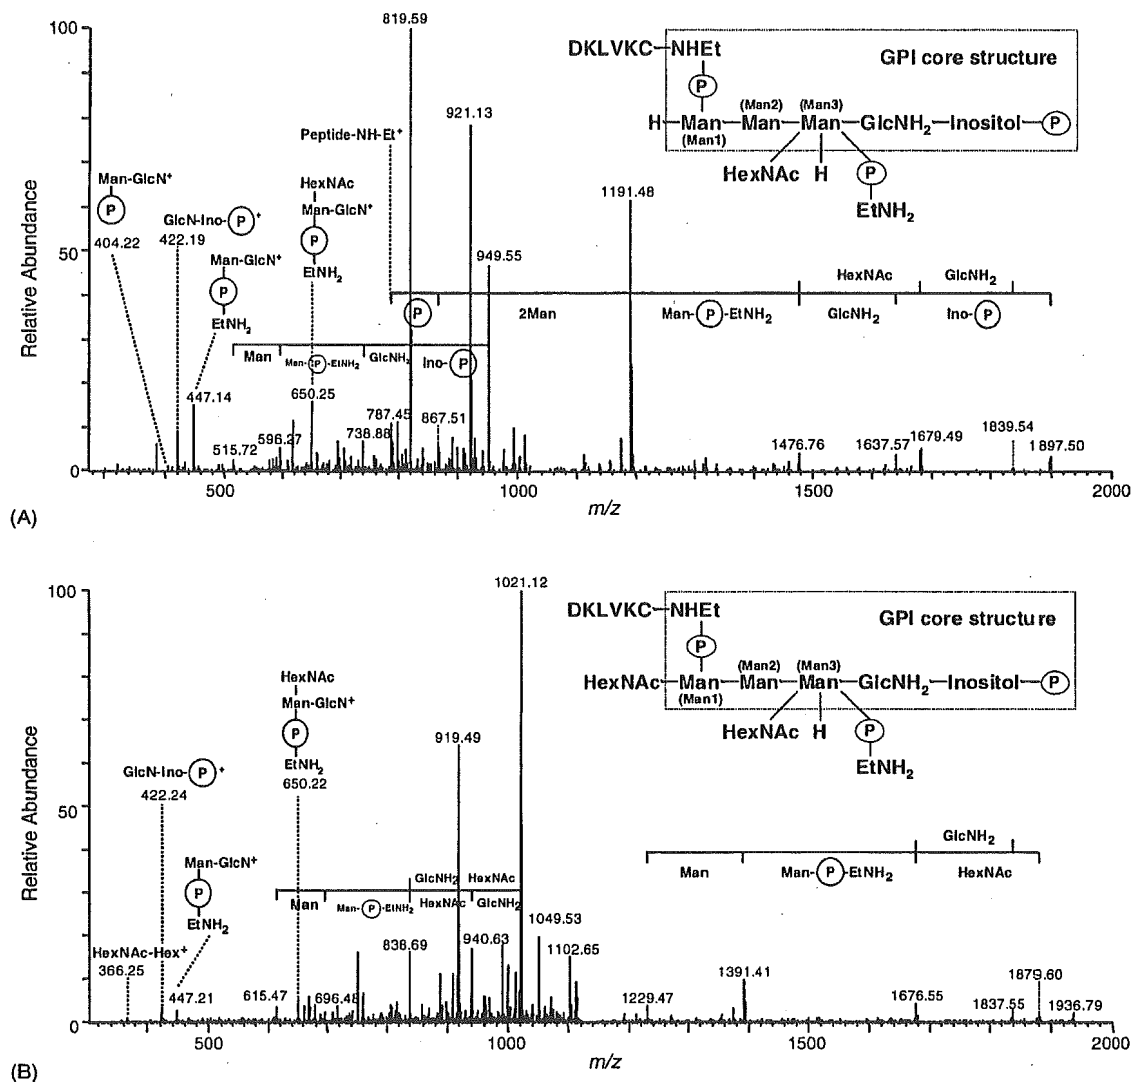 100
819.59
DKLVKC–NHEt
GPI core structure
P
921.13
(Man2) (Man3)
H–Man–Man–Man–GlcNH2–Inositol–P
(Man1)
HexNAc H
P
EtNH2
Peptide-NH-Et+
Man-GlcN+
P
404.22
GlcN-Ino-P+
422.19
Man-GlcN+
P
EtNH2
447.14
HexNAc
Man-GlcN+
P
EtNH2
650.25
1191.48
949.55
50
HexNAc GlcNH2
P 2Man Man-P-EtNH2 GlcNH2 Ino-P
Man Man-P-EtNH2 GlcNH2 Ino-P
515.72
596.27
738.88
787.45
867.51
1476.76
1637.57
1679.49
1839.54
1897.50
0
500 1000 1500 2000
m/z
Relative Abundance
(A)
100
1021.12
DKLVKC–NHEt
GPI core structure
P
(Man2) (Man3)
HexNAc–Man–Man–Man–GlcNH2–Inositol–P
(Man1)
HexNAc H
P
EtNH2
HexNAc
Man-GlcN+
P
EtNH2
650.22
919.49
GlcN-Ino-P+
422.24
50
Man-GlcN+
P
EtNH2
447.21
HexNAc-Hex+
366.25
GlcNH2
Man Man-P-EtNH2 HexNAc
GlcNH2 HexNAc
Man Man-P-EtNH2 HexNAc GlcNH2
615.47
696.48
838.69
940.63
1049.53
1102.65
1229.47
1391.41
1676.55
1837.55
1879.60
1936.79
0
500 1000 1500 2000
m/z
Relative Abundance
(B)